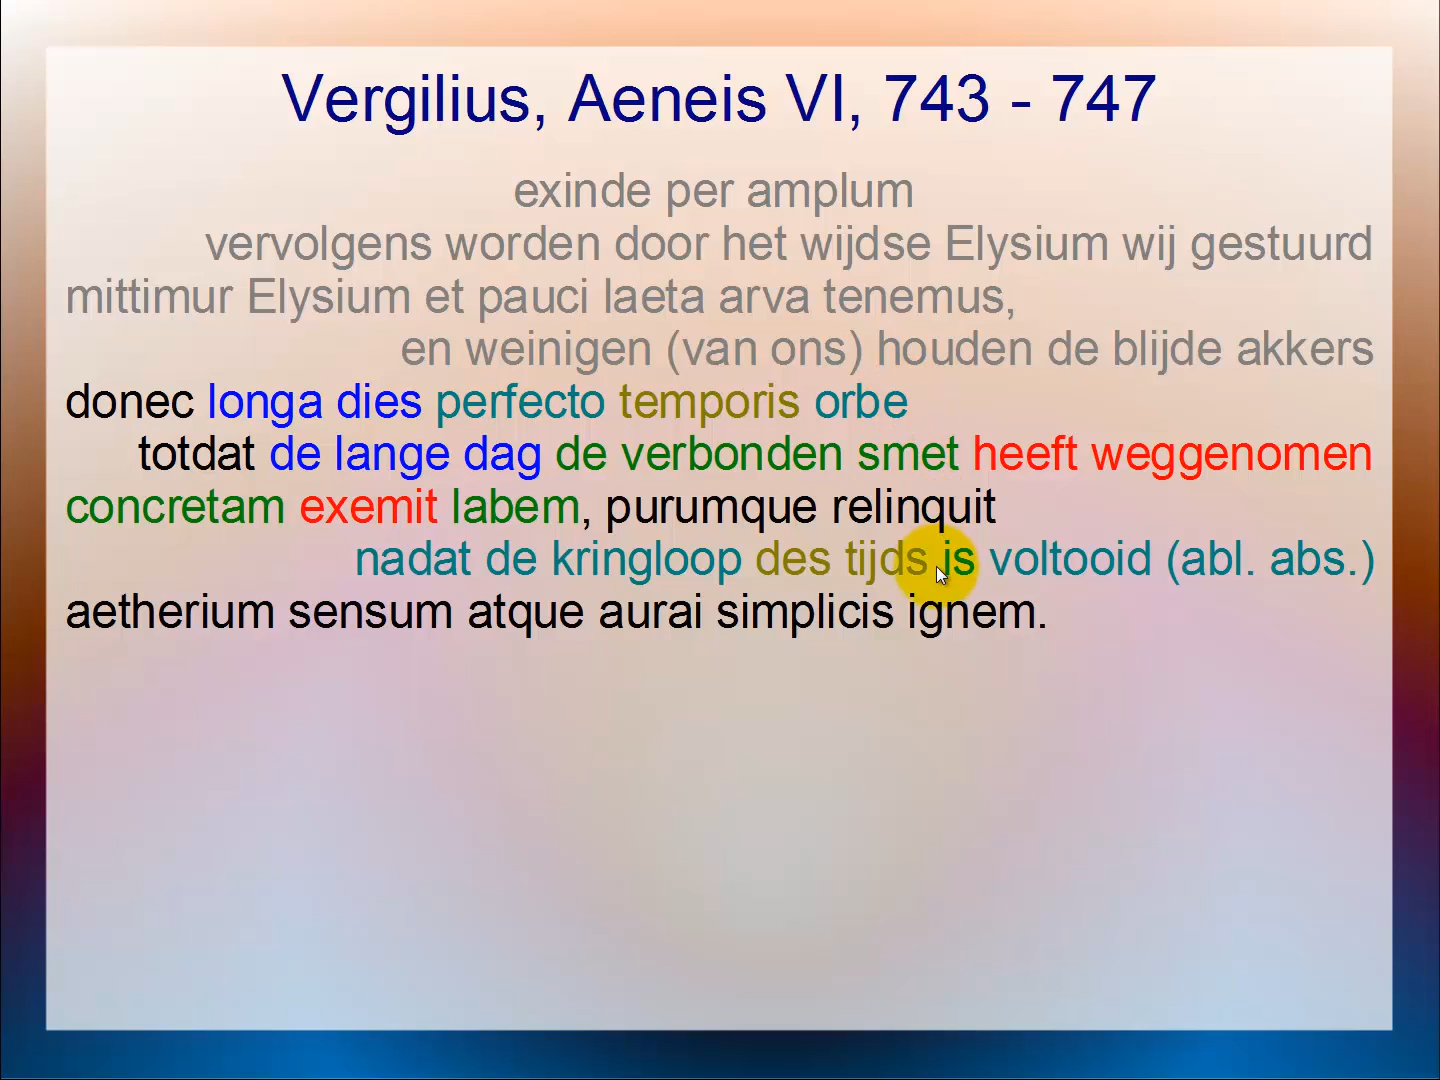 Vergilius, Aeneis VI, 743 - 747
exinde per amplum
vervolgens worden door het wijdse Elysium wij gestuurd
mittimur Elysium et pauci laeta arva tenemus,
en weinigen (van ons) houden de blijde akkers
donec longa dies perfecto temporis orbe
totdat de lange dag de verbonden smet heeft weggenomen
concretam exemit labem, purumque relinquit
nadat de kringloop des tijds is voltooid (abl. abs.)
aetherium sensum atque aurai simplicis ignem.